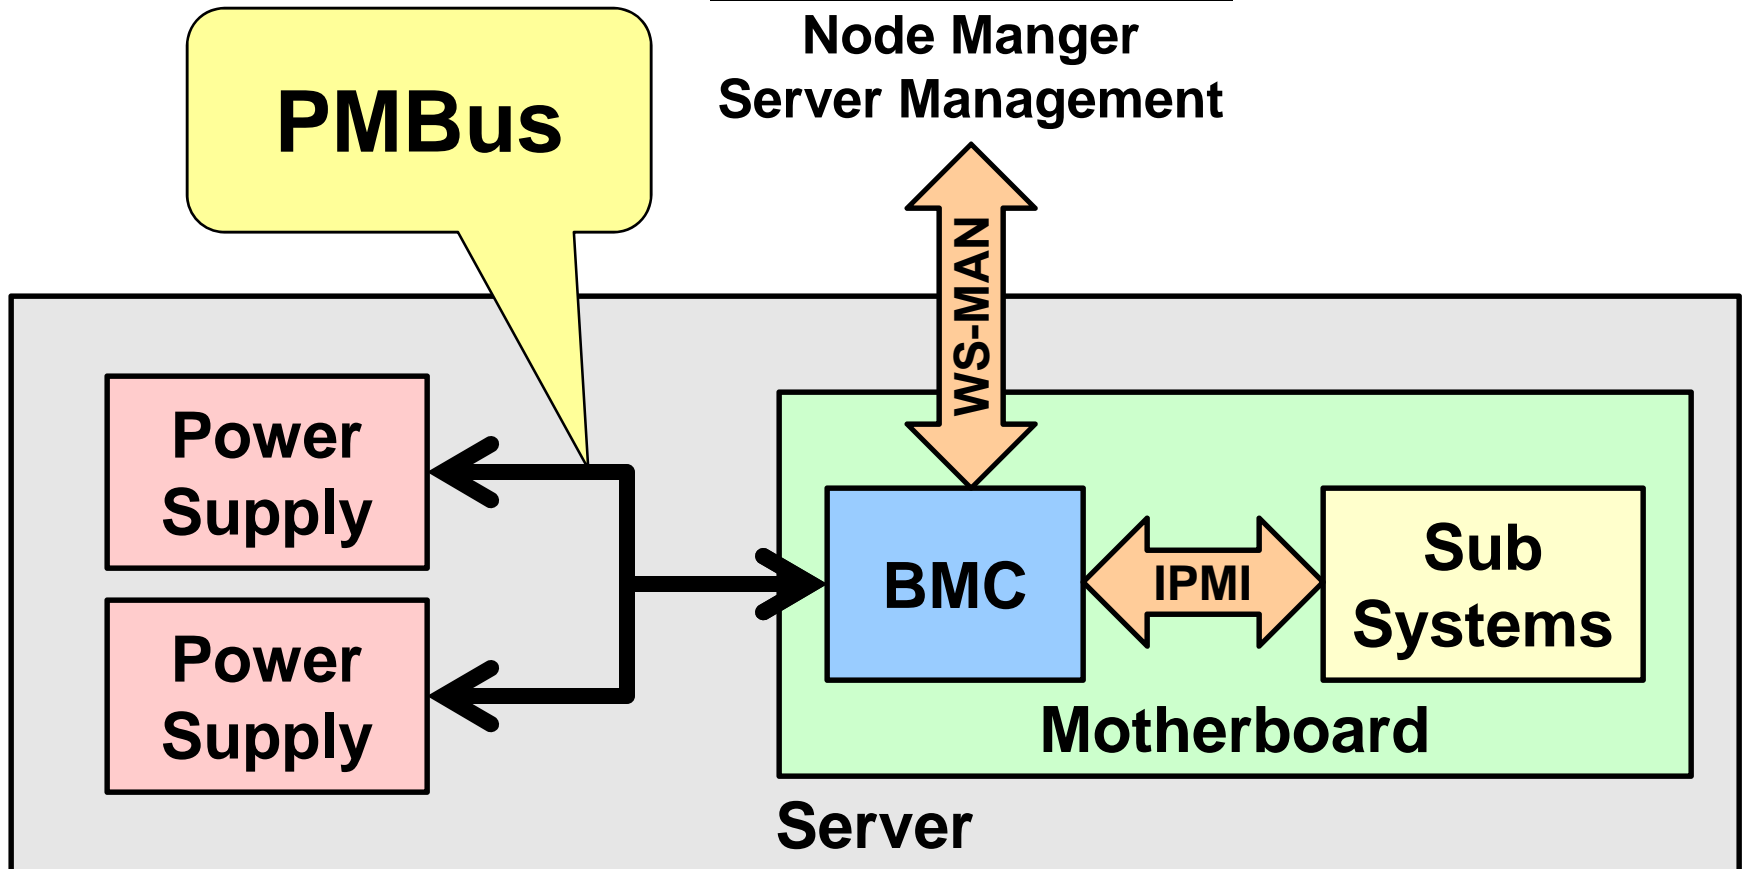 Node Manger
Server Management
PMBus
WS-MAN
Power
Supply
Power
Supply
BMC
IPMI
Sub
Systems
Motherboard
Server